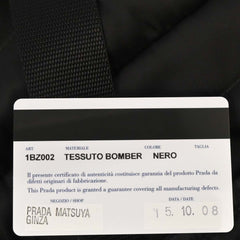 ART. MATERIALE COLORE TAGLIA
1BZ002 TESSUTO BOMBER NERO
Il presente certificato di autenticità costituisce garanzia del prodotto Prada da
difetti originari di fabbricazione.
This Prada product is granted a guarantee covering all manufacturing defects.
NEGOZIO / SHOP DATA / DATE
PRADA MATSUYA
GINZA
15.10.08